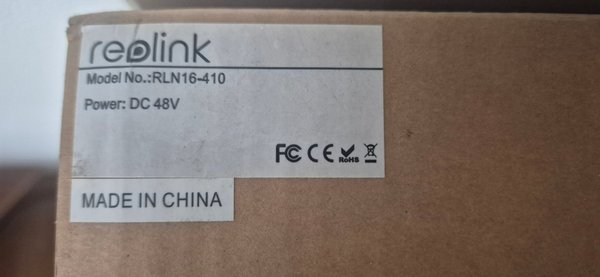 reolink
Model No.:RLN16-410
Power: DC 48V
FC CE RoHS
MADE IN CHINA